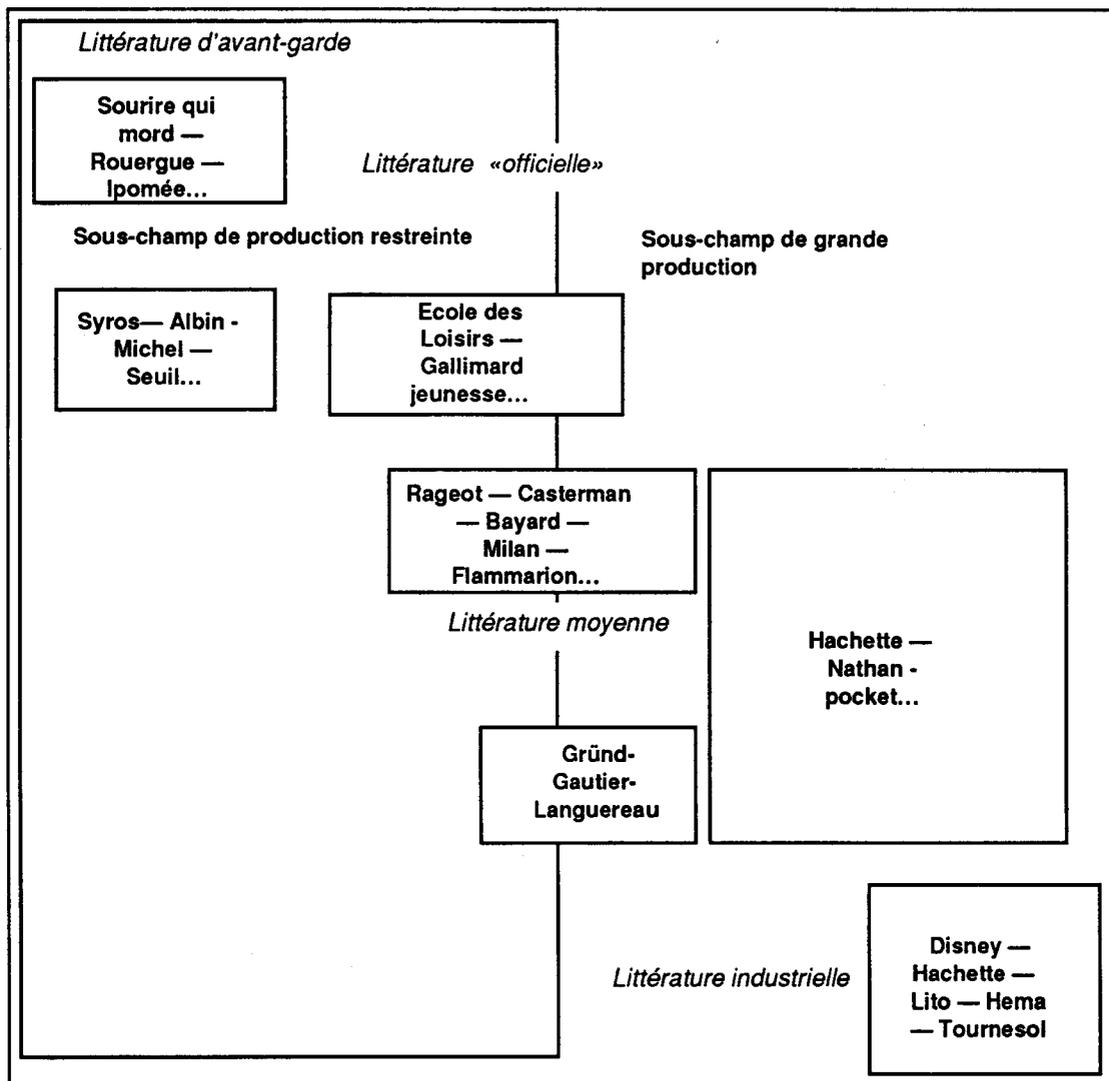 Littérature d'avant-garde
Sourire qui
mord —
Rouergue —
Ipomée...
Littérature «officielle»
Sous-champ de production restreinte
Sous-champ de grande
production
Syros— Albin -
Michel —
Seuil...
Ecole des
Loisirs —
Gallimard
jeunesse...
Rageot — Casterman
— Bayard —
Milan —
Flammarion...
Littérature moyenne
Hachette —
Nathan -
pocket...
Gründ-
Gautier-
Languereau
Littérature industrielle
Disney —
Hachette —
Lito — Hema
— Tournesol